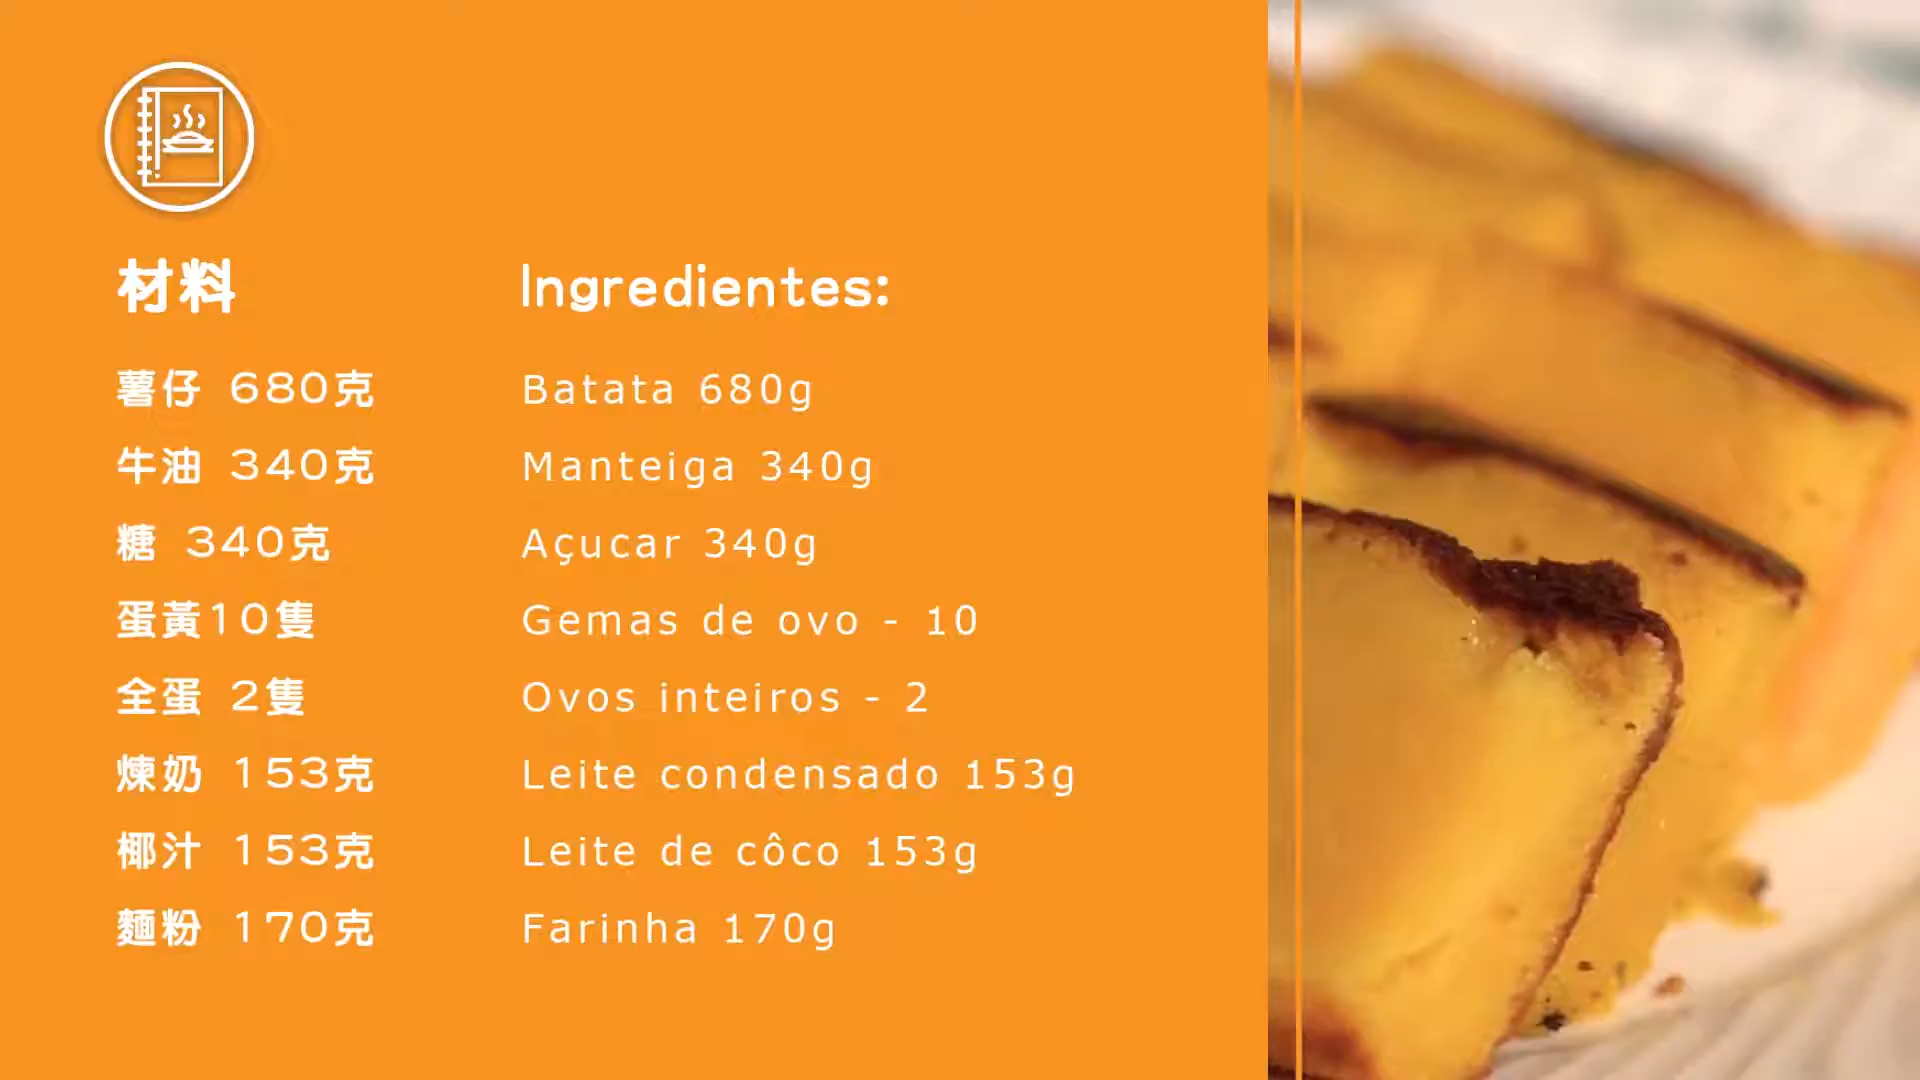 材料
薯仔 680克
牛油 340克
糖 340克
蛋黃10隻
全蛋 2隻
煉奶 153克
椰汁 153克
麵粉 170克
Ingredientes:
Batata 680g
Manteiga 340g
Açucar 340g
Gemas de ovo - 10
Ovos inteiros - 2
Leite condensado 153g
Leite de côco 153g
Farinha 170g